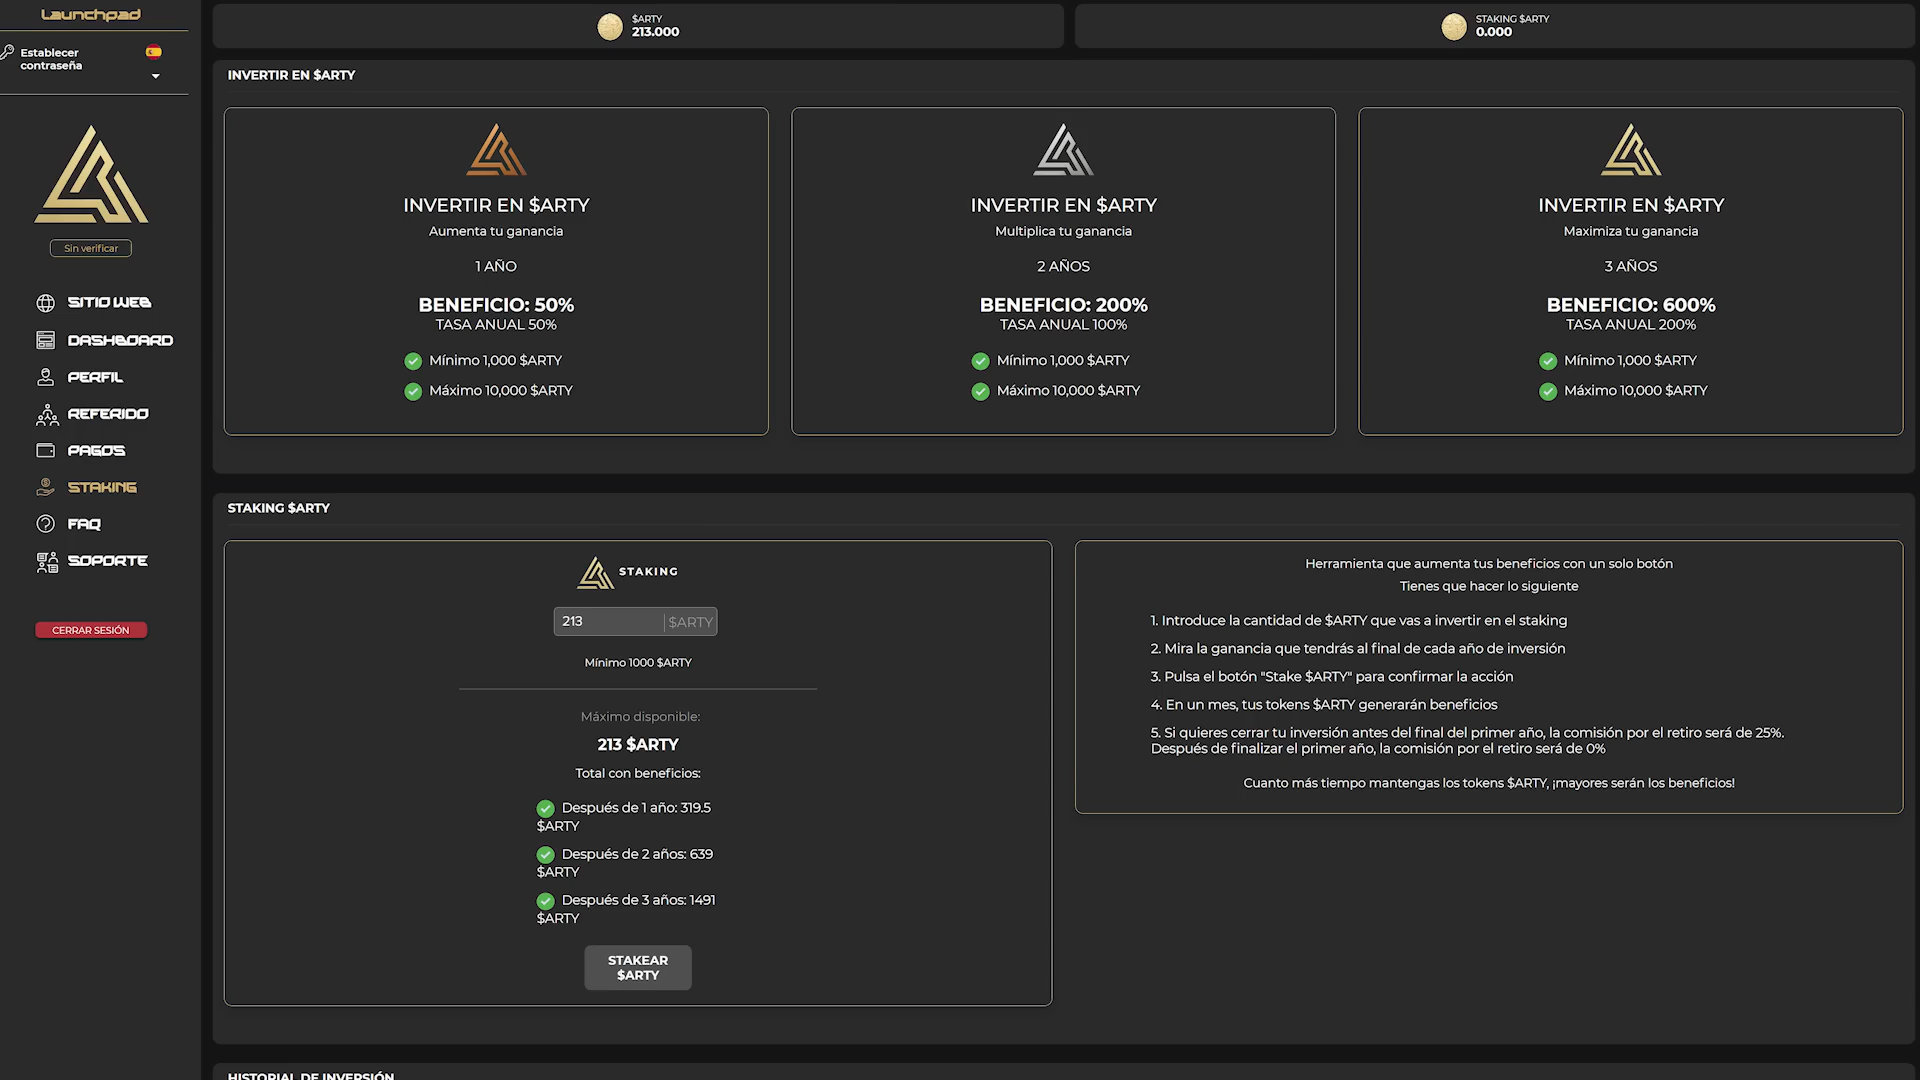 Launchpad
Establecer
contraseña
Sin verificar
SITIO WEB
DASHBOARD
PERFIL
REFERIDO
PAGOS
STAKING
FAQ
SOPORTE
CERRAR SESIÓN
$ARTY
213.000
STAKING $ARTY
0.000
INVERTIR EN $ARTY
INVERTIR EN $ARTY
Aumenta tu ganancia
1 AÑO
BENEFICIO: 50%
TASA ANUAL 50%
Mínimo 1,000 $ARTY
Máximo 10,000 $ARTY
INVERTIR EN $ARTY
Multiplica tu ganancia
2 AÑOS
BENEFICIO: 200%
TASA ANUAL 100%
Mínimo 1,000 $ARTY
Máximo 10,000 $ARTY
INVERTIR EN $ARTY
Maximiza tu ganancia
3 AÑOS
BENEFICIO: 600%
TASA ANUAL 200%
Mínimo 1,000 $ARTY
Máximo 10,000 $ARTY
STAKING $ARTY
STAKING
213 $ARTY
Mínimo 1000 $ARTY
Máximo disponible:
213 $ARTY
Total con beneficios:
Después de 1 año: 319.5
$ARTY
Después de 2 años: 639
$ARTY
Después de 3 años: 1491
$ARTY
STAKEAR
$ARTY
Herramienta que aumenta tus beneficios con un solo botón
Tienes que hacer lo siguiente
1. Introduce la cantidad de $ARTY que vas a invertir en el staking
2. Mira la ganancia que tendrás al final de cada año de inversión
3. Pulsa el botón "Stake $ARTY" para confirmar la acción
4. En un mes, tus tokens $ARTY generarán beneficios
5. Si quieres cerrar tu inversión antes del final del primer año, la comisión por el retiro será de 25%.
Después de finalizar el primer año, la comisión por el retiro será de 0%
Cuanto más tiempo mantengas los tokens $ARTY, ¡mayores serán los beneficios!
HISTORIAL DE INVERSIÓN